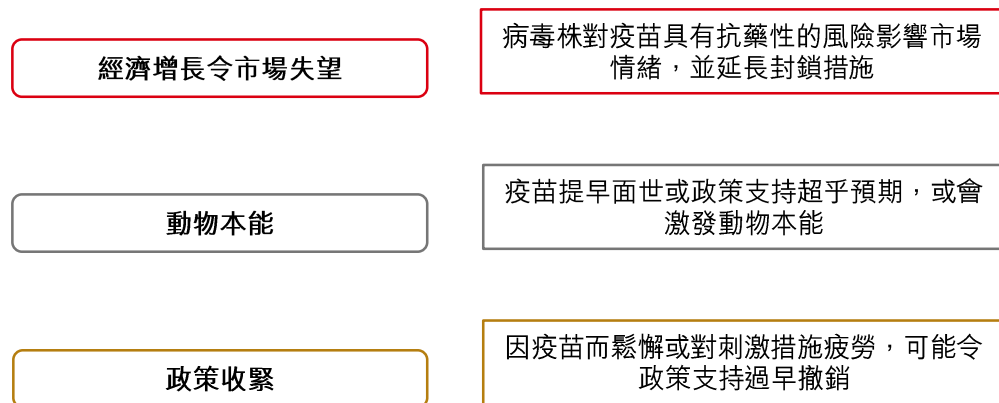 經濟增長令市場失望
病毒株對疫苗具有抗藥性的風險影響市場
情緒，並延長封鎖措施
動物本能
疫苗提早面世或政策支持超乎預期，或會
激發動物本能
政策收緊
因疫苗而鬆懈或對刺激措施疲勞，可能令
政策支持過早撤銷